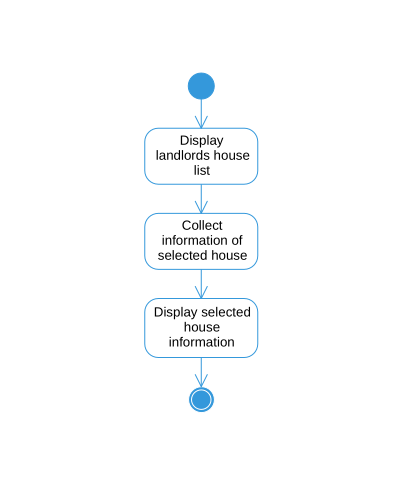 Display
landlords house
list
Collect
information of
selected house
Display selected
house
information